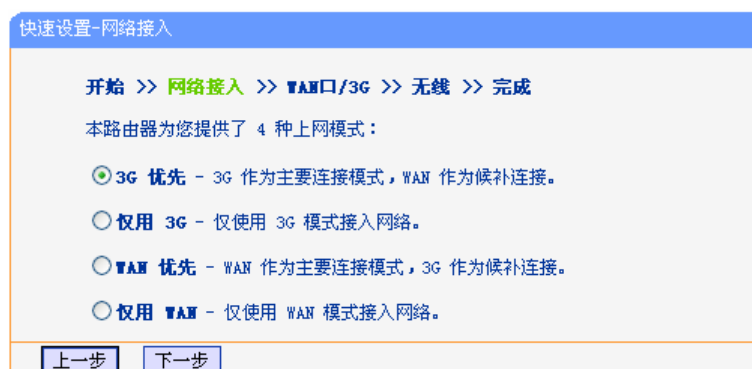 快速设置-网络接入
开始 >> 网络接入 >> WAN口/3G >> 无线 >> 完成
本路由器为您提供了 4 种上网模式：
3G 优先 - 3G 作为主要连接模式，WAN 作为候补连接。
仅用 3G - 仅使用 3G 模式接入网络。
WAN 优先 - WAN 作为主要连接模式，3G 作为候补连接。
仅用 WAN - 仅使用 WAN 模式接入网络。
上一步 下一步